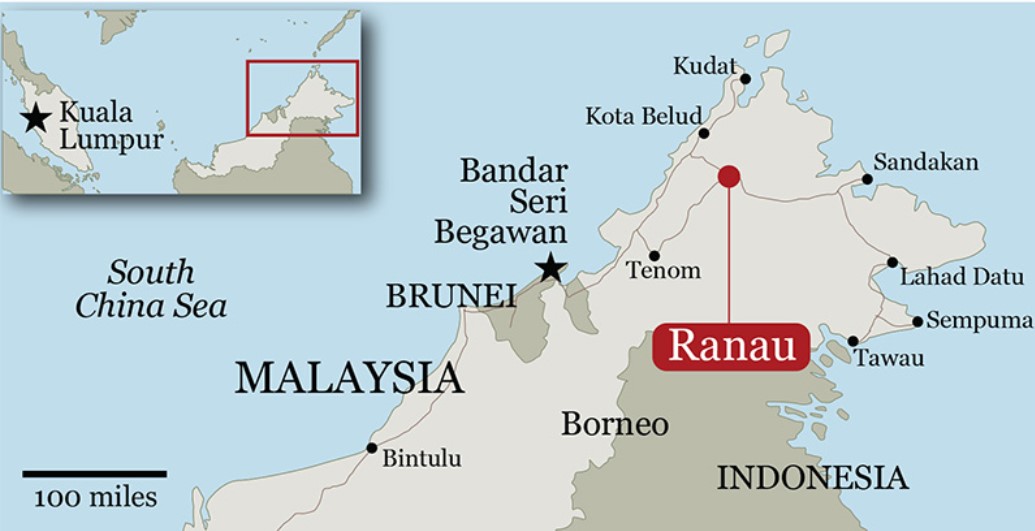 Kuala
Lumpur
Kudat
Kota Belud
Sandakan
Bandar
Seri
Begawan
Tenom
South
China Sea
BRUNEI
Lahad Datu
Sempuma
Ranau
Tawau
MALAYSIA
Borneo
Bintulu
INDONESIA
100 miles